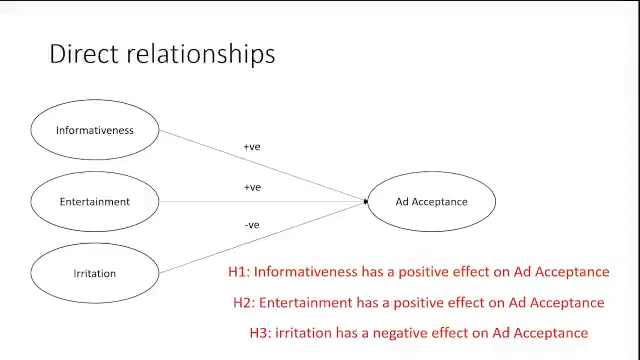 Direct relationships
Informativeness
+ve
Entertainment
+ve
Ad Acceptance
-ve
Irritation
H1: Informativeness has a positive effect on Ad Acceptance
H2: Entertainment has a positive effect on Ad Acceptance
H3: irritation has a negative effect on Ad Acceptance